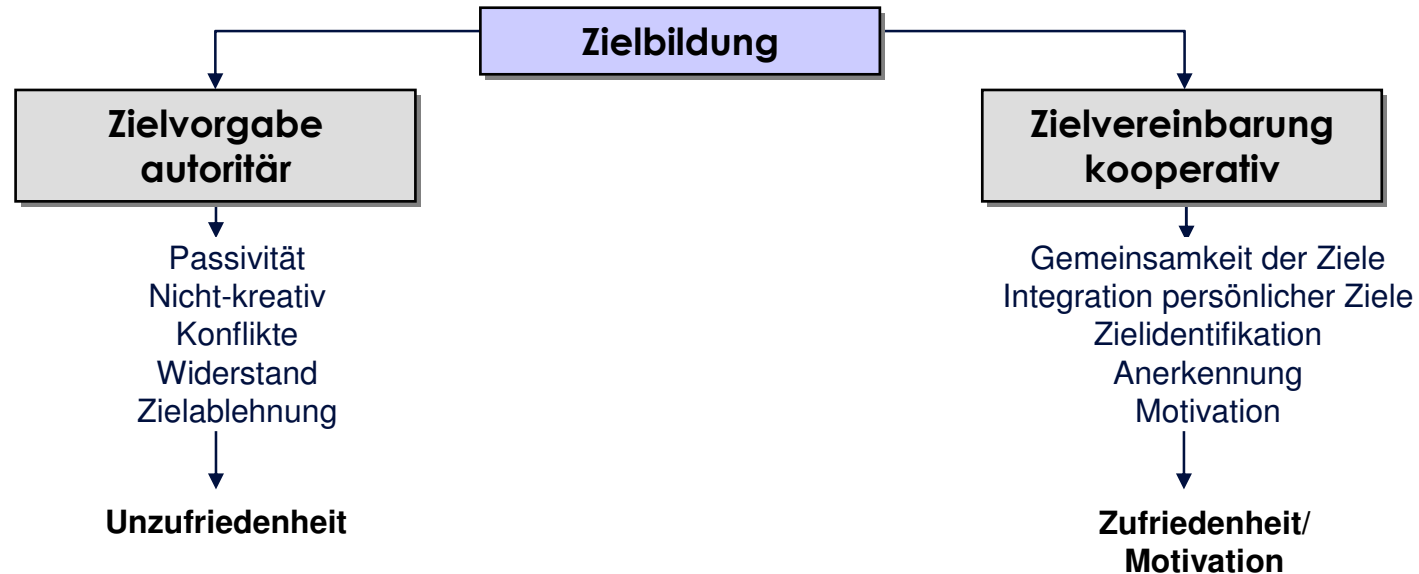 Zielbildung
Zielvorgabe
autoritär
Passivität
Nicht-kreativ
Konflikte
Widerstand
Zielablehnung
Unzufriedenheit
Zielvereinbarung
kooperativ
Gemeinsamkeit der Ziele
Integration persönlicher Ziele
Zielidentifikation
Anerkennung
Motivation
Zufriedenheit/
Motivation